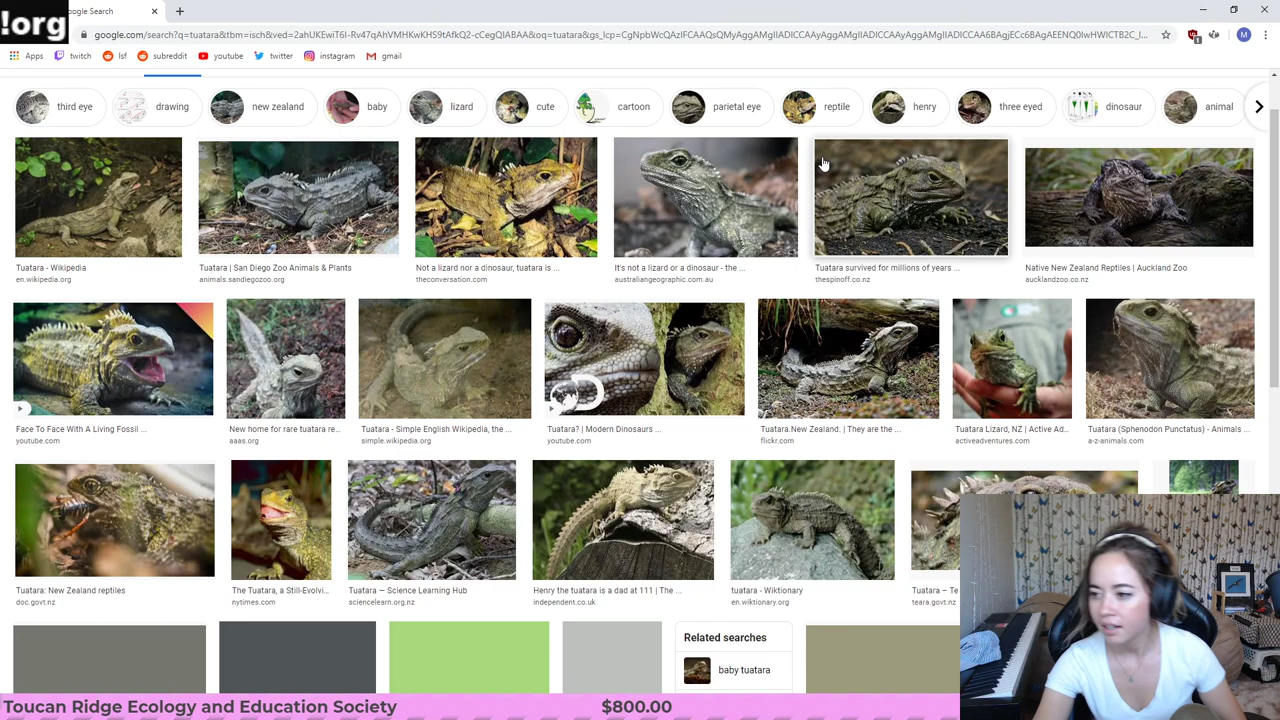 !org
ogle Search
google.com/search?q=tuatara&tbm=isch&ved=
Apps twitch lsf subreddit youtube twitter instagram gmail
M
third eye drawing new zealand baby lizard cute cartoon parietal eye reptile henry three eyed dinosaur animal
Tuatara - Wikipedia
en.wikipedia.org
Tuatara | San Diego Zoo Animals & Plants
animals.sandiegozoo.org
Not a lizard nor a dinosaur, tuatara is ...
theconversation.com
It's not a lizard or a dinosaur - the ...
australiangeographic.com.au
Tuatara survived for millions of years ...
thespinoff.co.nz
Native New Zealand Reptiles | Auckland Zoo
aucklandzoo.co.nz
Face To Face With A Living Fossil ...
youtube.com
New home for rare tuatara re...
aaas.org
Tuatara - Simple English Wikipedia, the ...
simple.wikipedia.org
Tuatara? | Modern Dinosaurs ...
youtube.com
Tuatara.New Zealand. | They are the ...
flickr.com
Tuatara Lizard, NZ | Active Ad...
activeadventures.com
Tuatara (Sphenodon Punctatus) - Animals ...
a-z-animals.com
Tuatara: New Zealand reptiles
doc.govt.nz
The Tuatara, a Still-Evolvi...
nytimes.com
Tuatara – Science Learning Hub
sciencelearn.org.nz
Henry the tuatara is a dad at 111 | The ...
independent.co.uk
tuatara - Wiktionary
en.wiktionary.org
Tuatara – Te
teara.govt.nz
Related searches
baby tuatara
Toucan Ridge Ecology and Education Society $800.00